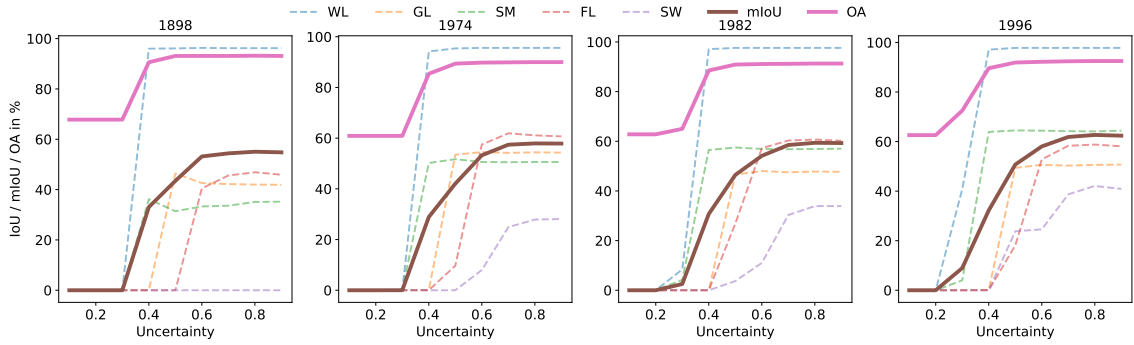 WL GL SM FL SW mIoU OA
1898 1974 1982 1996
IoU / mIoU / OA in %
100 100 100 100
80 80 80 80
60 60 60 60
40 40 40 40
20 20 20 20
0 0 0 0
0.2 0.4 0.6 0.8 0.2 0.4 0.6 0.8 0.2 0.4 0.6 0.8 0.2 0.4 0.6 0.8
Uncertainty Uncertainty Uncertainty Uncertainty